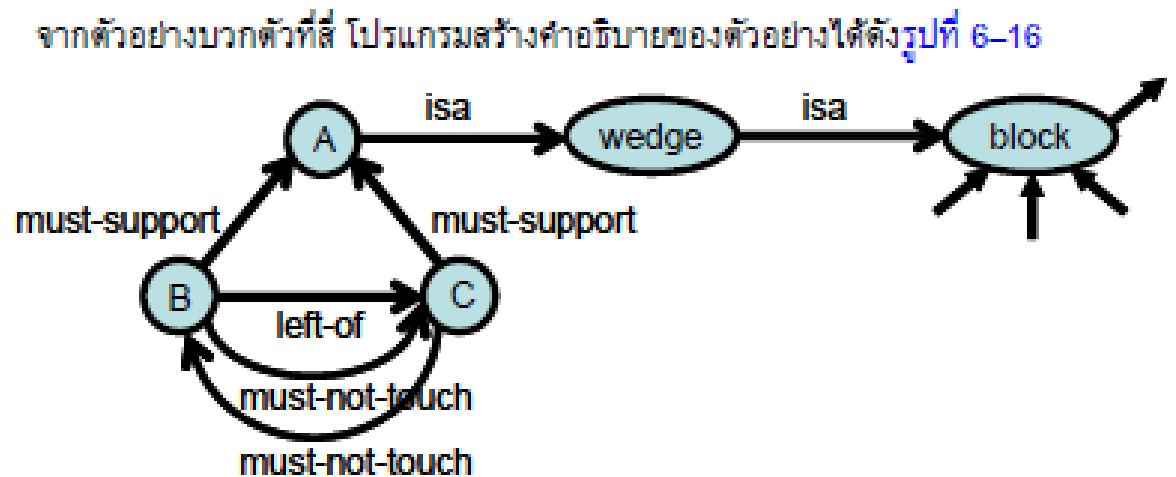 จากตัวอย่างบวกตัวที่สี่ โปรแกรมสร้างคำอธิบายของตัวอย่างได้ดังรูปที่ 6–16
isa
isa
A
wedge
block
must-support
must-support
B
C
left-of
must-not-touch
must-not-touch